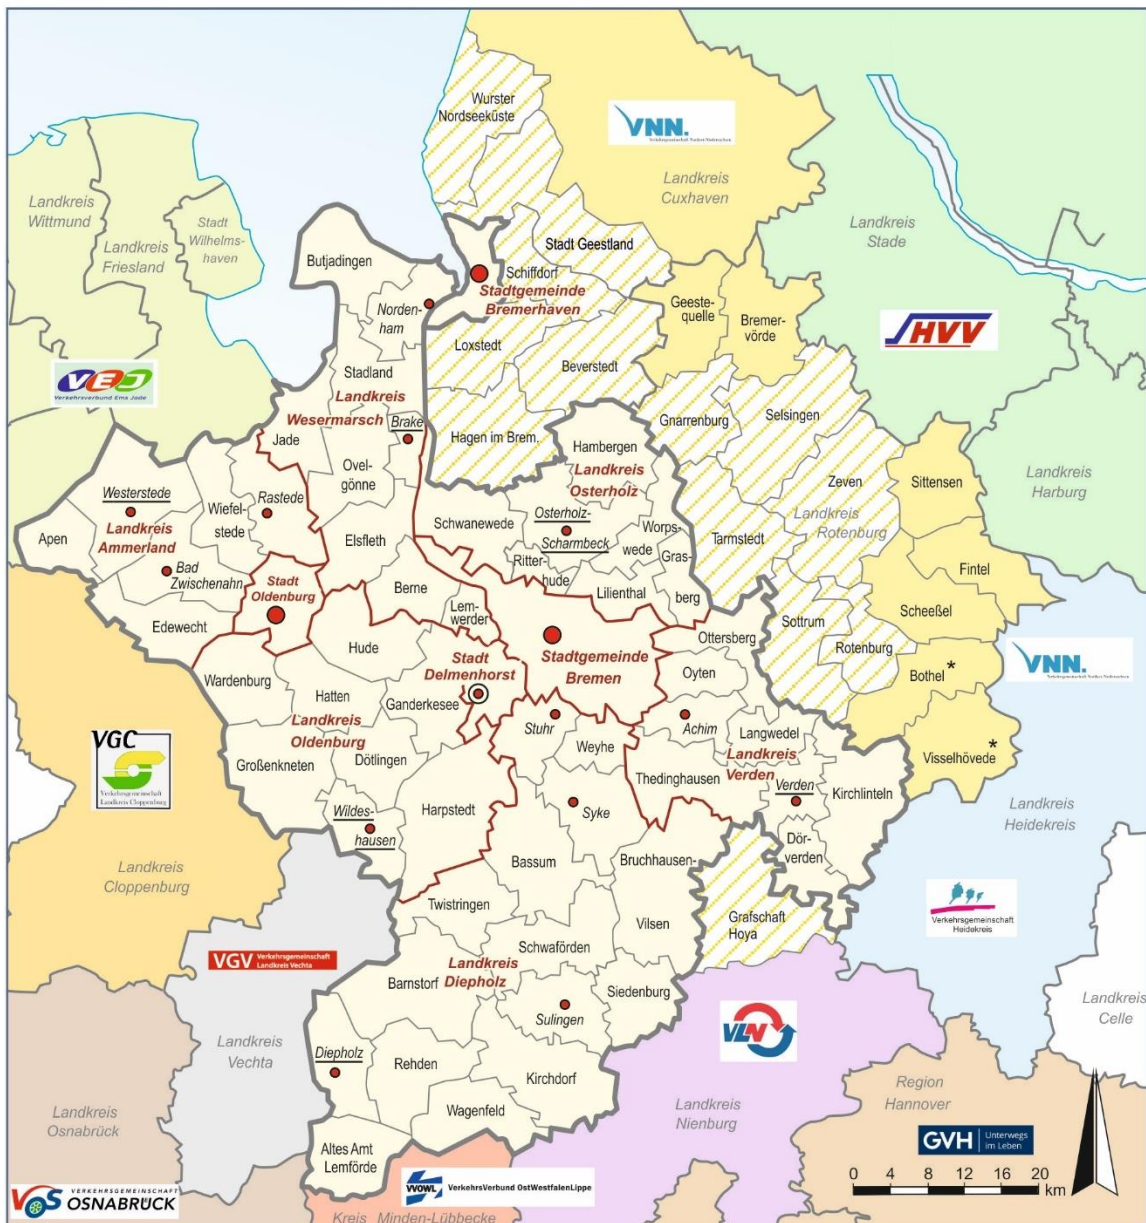 Wurster
Nordseeküste
VNN.
Landkreis
Cuxhaven
Landkreis
Wittmund
Stadt
Wilhelms-
haven
Landkreis
Friesland
Landkreis
Stade
Butjadingen
Stadt Geestland
Schiffdorf
Stadtgemeinde
Bremerhaven
Norden-
ham
Geeste-
quelle
Bremer-
vörde
HVV
Loxstedt
Beverstedt
Stadland
Landkreis
Wesermarsch
VEJ
Verkehrsverbund Ems Jade
Brake
Jade
Ovel-
gönne
Hagen im Brem.
Gnarrenburg
Selsingen
Hambergen
Landkreis
Osterholz
Landkreis
Harburg
Sittensen
Zeven
Landkreis
Rotenburg
Westerstede
Landkreis
Ammerland
Wiefel-
stede
Rastede
Apen
Bad
Zwischenahn
Edewecht
Elsfleth
Schwanewede
Osterholz-
Scharmbeck
Worps-
wede
Ritter-
hude
Gras-
berg
Lilienthal
Tarmstedt
Fintel
Scheeßel
Stadt
Oldenburg
Berne
Lem-
werder
Sottrum
Rotenburg
Ottersberg
Hude
Stadt
Delmenhorst
Stadtgemeinde
Bremen
Oyten
Bothel*
VNN.
Wardenburg
Hatten
Ganderkesee
Landkreis
Oldenburg
Stuhr
Achim
Langwedel
Visselhövede
*
Weyhe
Landkreis
Verden
VGC
Verkehrsgemeinschaft
Landkreis Cloppenburg
Großenkneten
Dötlingen
Thedinghausen
Verden
Kirchlinteln
Landkreis
Heidekreis
Wildes-
hausen
Harpstedt
Syke
Dör-
verden
Landkreis
Cloppenburg
Bassum
Bruchhausen-
Vilsen
Twistringen
Grafschaft
Hoya
Verkehrsgemeinschaft
Heidekreis
Schwaförden
VGV Verkehrsgemeinschaft
Landkreis Vechta
Landkreis
Diepholz
Barnstorf
Siedenburg
Sulingen
VLN
Landkreis
Celle
Landkreis
Vechta
Diepholz
Rehden
Kirchdorf
Region
Hannover
Landkreis
Osnabrück
Wagenfeld
Landkreis
Nienburg
Altes Amt
Lemförde
GVH Unterwegs
im Leben
0 4 8 12 16 20
km
VOS VERKEHRSGEMEINSCHAFT
OSNABRÜCK
VVOWL VerkehrsVerbund OstWestfalenLippe
Kreis Minden-Lübbecke